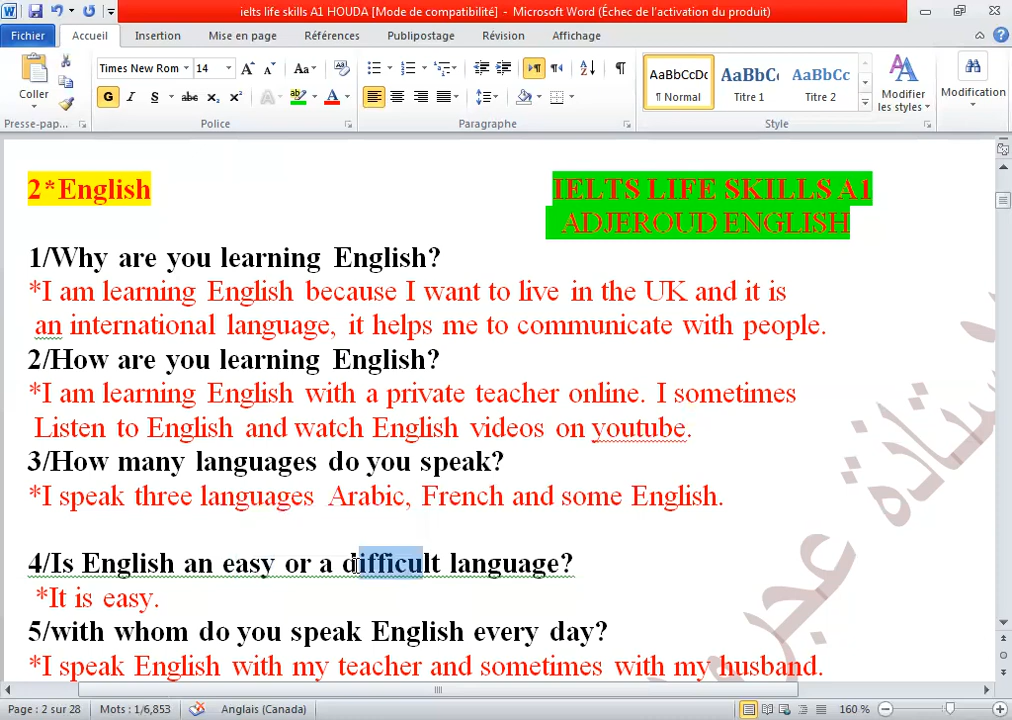 ielts life skills A1 HOUDA [Mode de compatibilité] - Microsoft Word (Échec de l'activation du produit)
Fichier Accueil Insertion Mise en page Références Publipostage Révision Affichage
Coller
Times New Rom 14
AaBbCcDc AaBbCc AaBbCc
¶ Normal Titre 1 Titre 2
Modifier les styles
Modification
Presse-pap... Police Paragraphe Style
2*English
IELTS LIFE SKILLS A1
ADJEROUD ENGLISH
1/Why are you learning English?
*I am learning English because I want to live in the UK and it is
an international language, it helps me to communicate with people.
2/How are you learning English?
*I am learning English with a private teacher online. I sometimes
Listen to English and watch English videos on youtube.
3/How many languages do you speak?
*I speak three languages Arabic, French and some English.
4/Is English an easy or a difficult language?
*It is easy.
5/with whom do you speak English every day?
*I speak English with my teacher and sometimes with my husband.
Page : 2 sur 28 Mots : 1/6,853 Anglais (Canada) 160 %